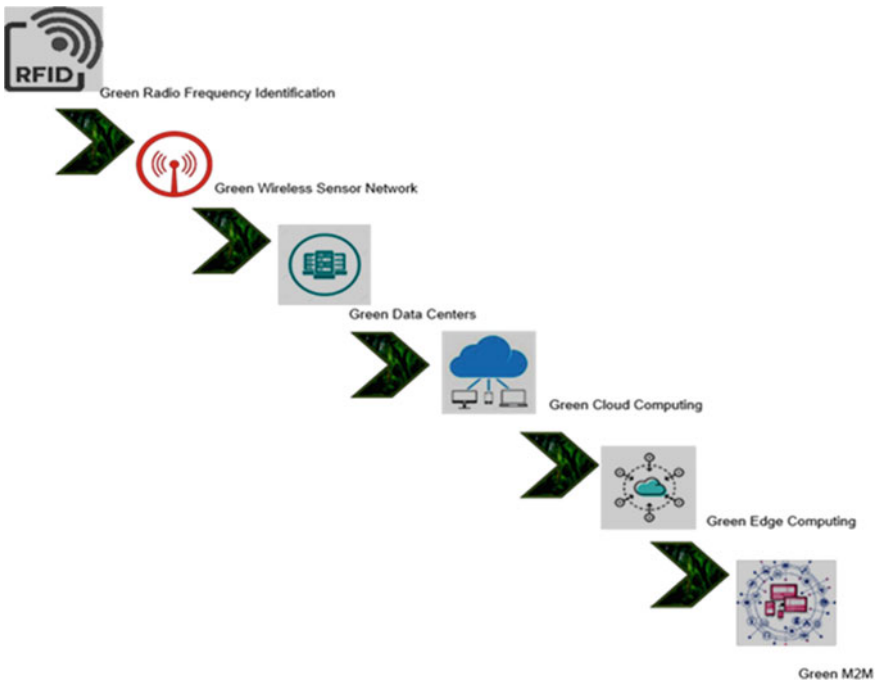 RFID
Green Radio Frequency Identification
Green Wireless Sensor Network
Green Data Centers
Green Cloud Computing
Green Edge Computing
Green M2M